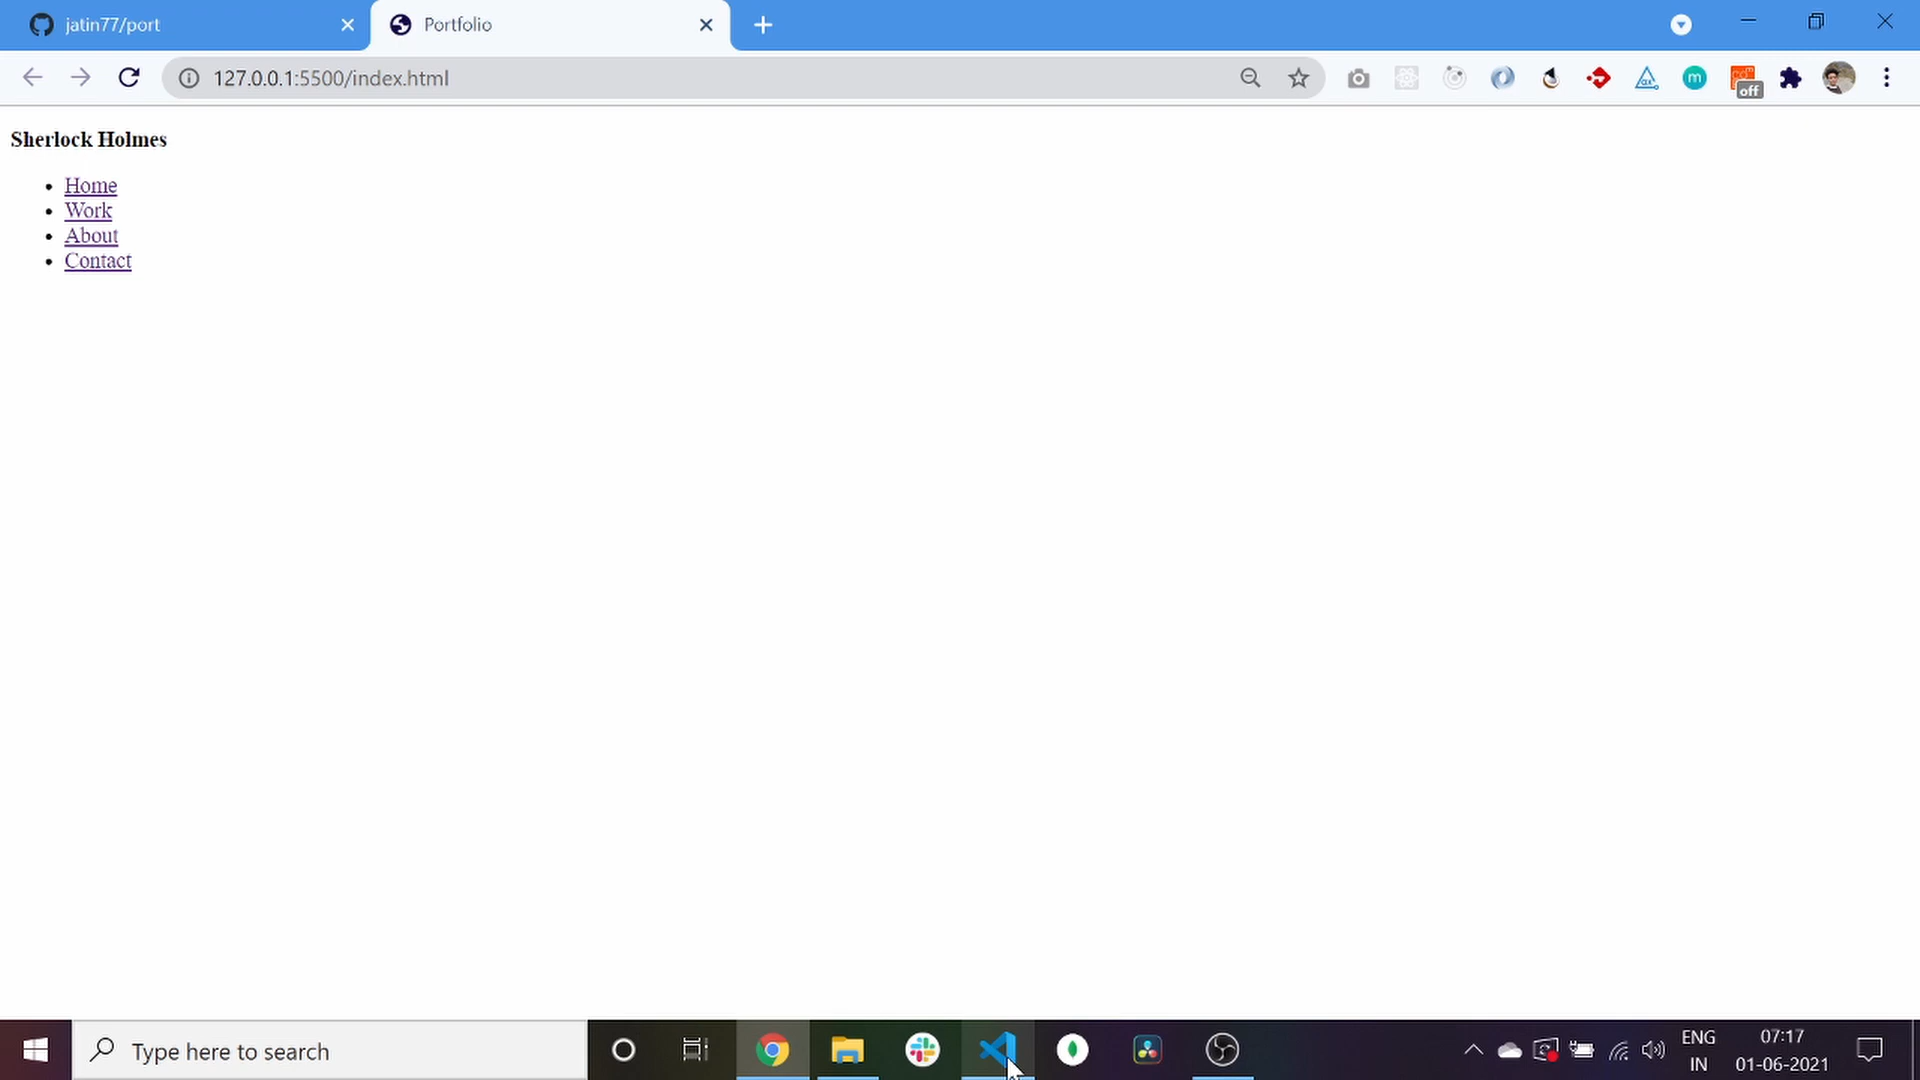 jatin77/port
Portfolio
127.0.0.1:5500/index.html
m
off
Sherlock Holmes
Home
Work
About
Contact
Type here to search
ENG
IN
07:17
01-06-2021